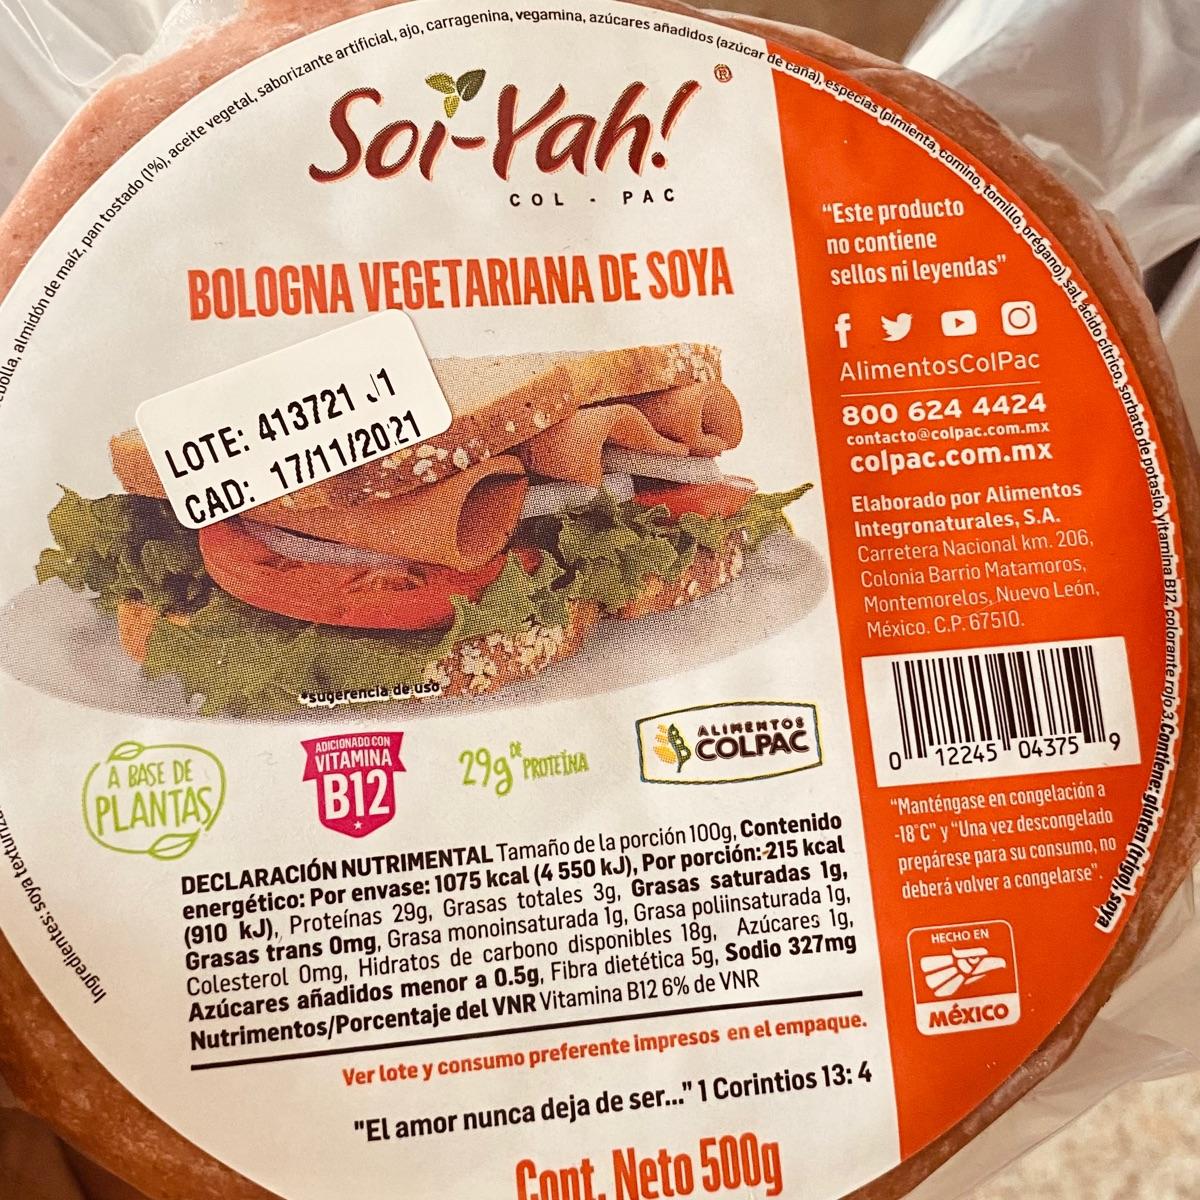 Ingredientes: soya texturiz
cebolla, almidón de maíz, pan tostado (1%), aceite vegetal, saborizante artificial, ajo, carragenina, vegamina, azúcares añadidos (azúcar de caña), especias (pimienta, comino, tomillo, orégano), sal, ácido cítrico, sorbato de potasio, vitamina B12, colorante rojo 3. Contiene: gluten (trigo), soya
Soi-Yah! ®
COL - PAC
BOLOGNA VEGETARIANA DE SOYA
LOTE: 413721 J1
CAD: 17/11/2021
*sugerencia de uso
A BASE DE
PLANTAS
ADICIONADO CON
VITAMINA
B12
29g DE PROTEÍNA
ALIMENTOS
COLPAC
DECLARACIÓN NUTRIMENTAL Tamaño de la porción 100g, Contenido
energético: Por envase: 1075 kcal (4 550 kJ), Por porción: 215 kcal
(910 kJ), Proteínas 29g, Grasas totales 3g, Grasas saturadas 1g,
Grasas trans 0mg, Grasa monoinsaturada 1g, Grasa poliinsaturada 1g,
Colesterol 0mg, Hidratos de carbono disponibles 18g, Azúcares 1g,
Azúcares añadidos menor a 0.5g, Fibra dietética 5g, Sodio 327mg
Nutrimentos/Porcentaje del VNR Vitamina B12 6% de VNR
Ver lote y consumo preferente impresos en el empaque.
"El amor nunca deja de ser..." 1 Corintios 13: 4
Cont. Neto 500g
"Este producto
no contiene
sellos ni leyendas"
AlimentosColPac
800 624 4424
contacto@colpac.com.mx
colpac.com.mx
Elaborado por Alimentos
Integronaturales, S.A.
Carretera Nacional km. 206,
Colonia Barrio Matamoros,
Montemorelos, Nuevo León,
México. C.P. 67510.
0 12245 04375 9
"Manténgase en congelación a
-18°C" y "Una vez descongelado
prepárese para su consumo, no
deberá volver a congelarse".
HECHO EN
MÉXICO